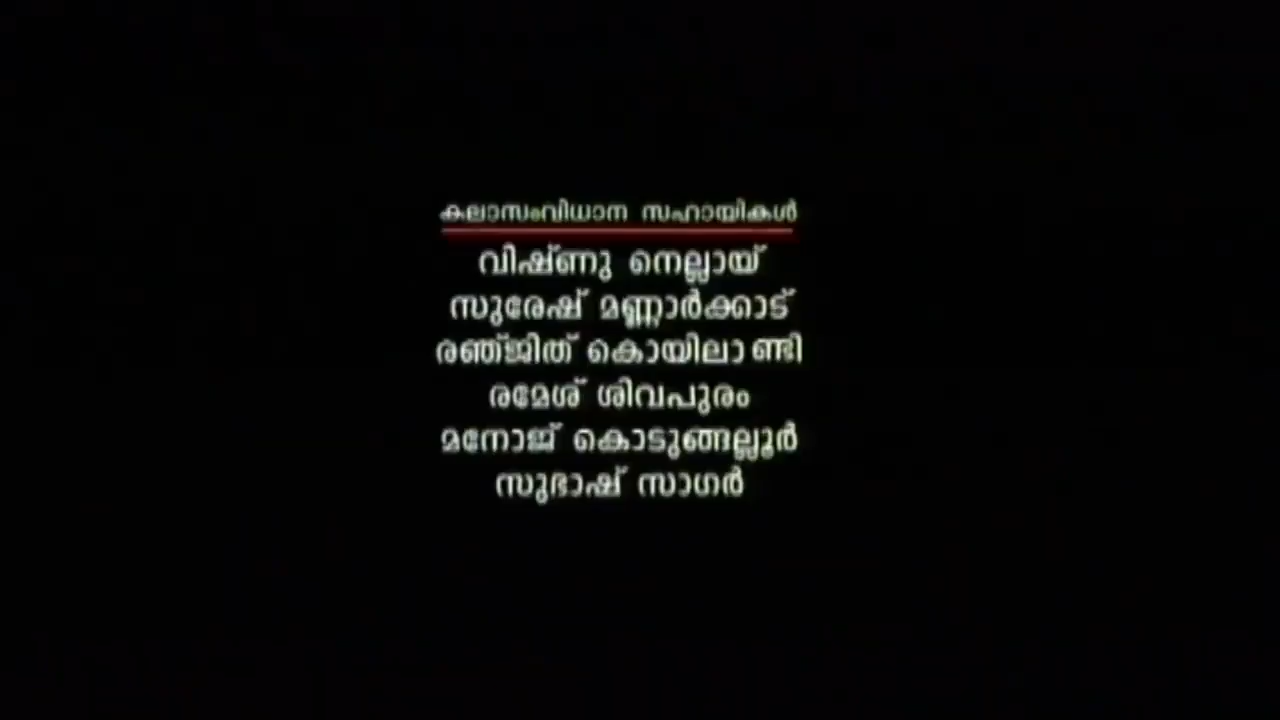 കലാസംവിധാന സഹായികൾ
വിഷ്ണു നെല്ലായ്
സുരേഷ് മണ്ണാർക്കാട്
രഞ്ജിത് കൊയിലാണ്ടി
രമേശ് ശിവപുരം
മനോജ് കൊടുങ്ങല്ലൂർ
സുഭാഷ് സാഗർ